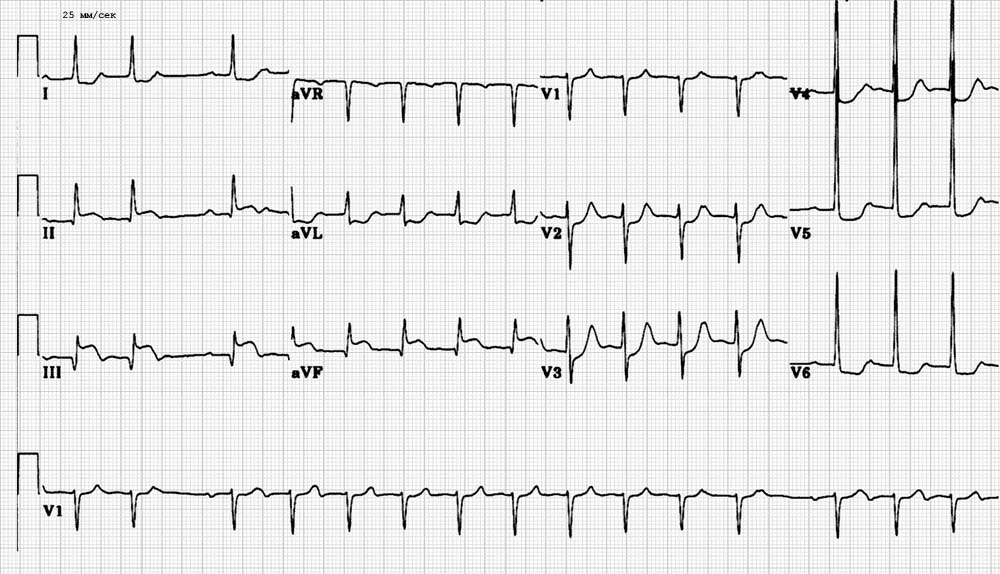 25 мм/сек
I aVR V1 V4
II aVL V2 V5
III aVF V3 V6
V1